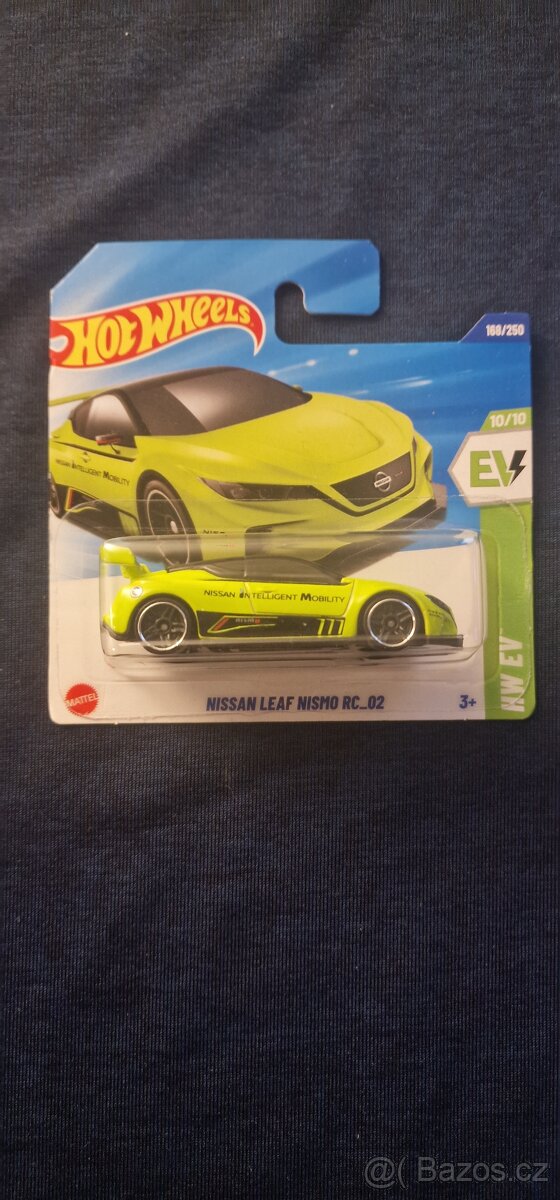 HOT WHEELS
168/250
10/10
EV
NISSAN INTELLIGENT MOBILITY
NISSAN INTELLIGENT MOBILITY
nismo
MATTEL
NISSAN LEAF NISMO RC_02
3+
HW EV
@( Bazos.cz